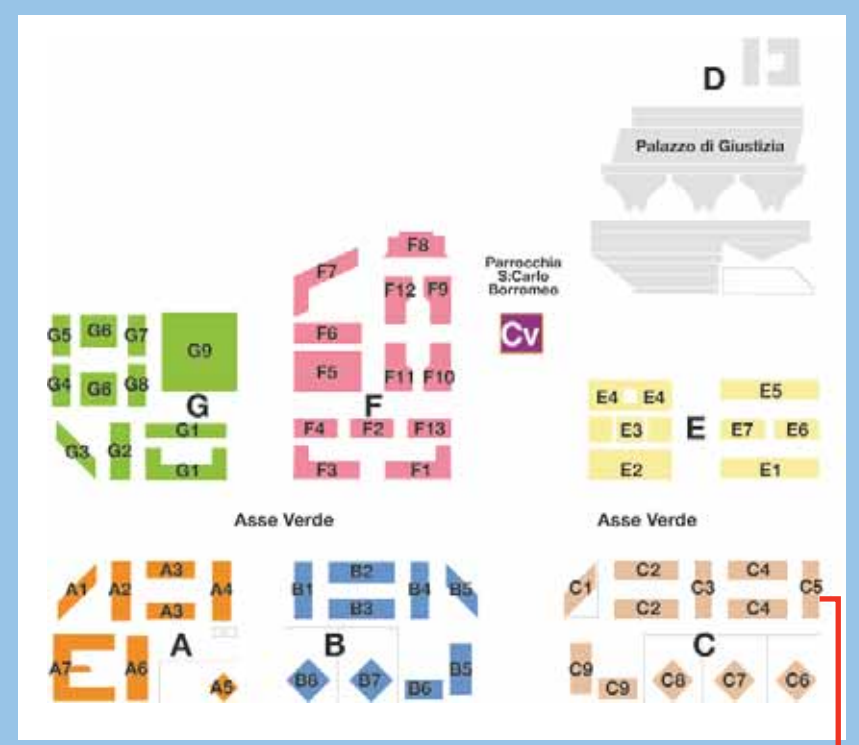 D
Palazzo di Giustizia
F8
F7
Parrocchia
S:Carlo
Borromeo
F12 F9
Cv
G5 G6 G7
G9
F6
G4 G6 G8
F5
F11 F10
G
F
E4 E4
E5
G1
F4 F2 F13
E3
E
E7 E6
G3 G2
G1
F3 F1
E2
E1
Asse Verde
Asse Verde
A1 A2 A3 A4
A3
B1 B2 B4 B5
B3
C1 C2 C3 C4 C5
C2 C4
A
B
C
A7 A6
A5
B8 B7 B6 B5
C9 C9 C8 C7 C6